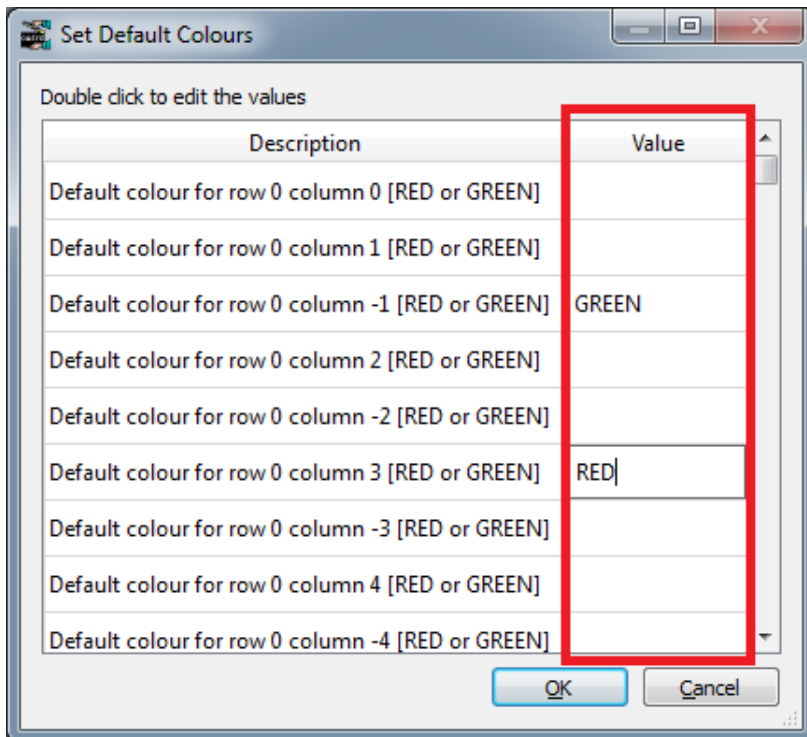 Set Default Colours
Double click to edit the values
Description Value
Default colour for row 0 column 0 [RED or GREEN]
Default colour for row 0 column 1 [RED or GREEN]
Default colour for row 0 column -1 [RED or GREEN] GREEN
Default colour for row 0 column 2 [RED or GREEN]
Default colour for row 0 column -2 [RED or GREEN]
Default colour for row 0 column 3 [RED or GREEN] RED
Default colour for row 0 column -3 [RED or GREEN]
Default colour for row 0 column 4 [RED or GREEN]
Default colour for row 0 column -4 [RED or GREEN]
OK Cancel